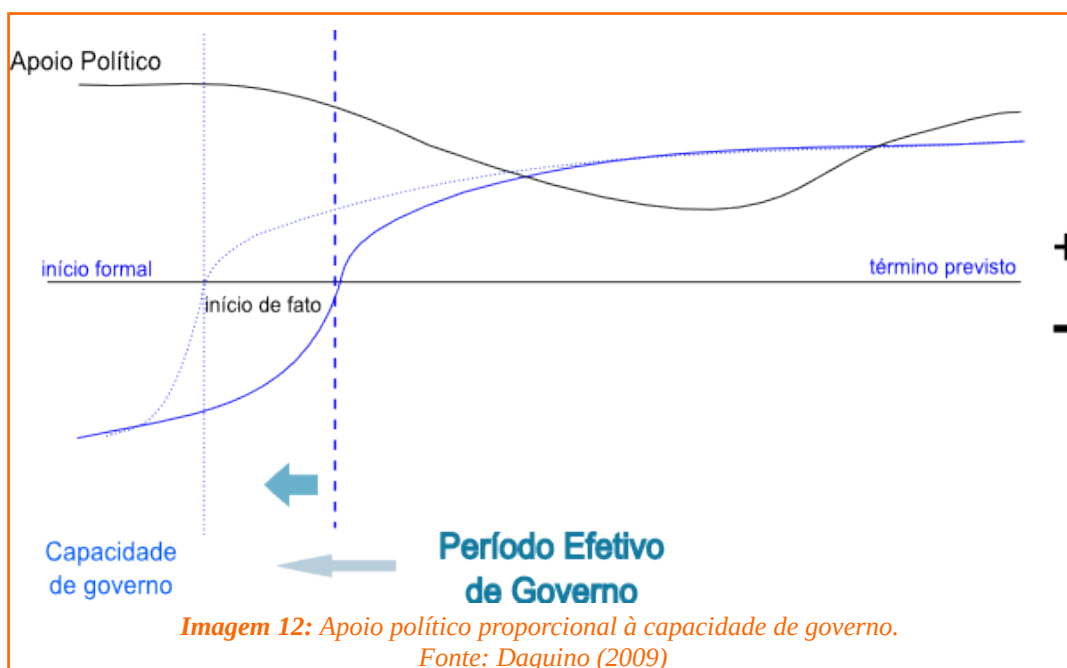 Apoio Político
início formal
término previsto
+
início de fato
-
Capacidade
de governo
Período Efetivo
de Governo
Imagem 12: Apoio político proporcional à capacidade de governo.
Fonte: Daquino (2009)